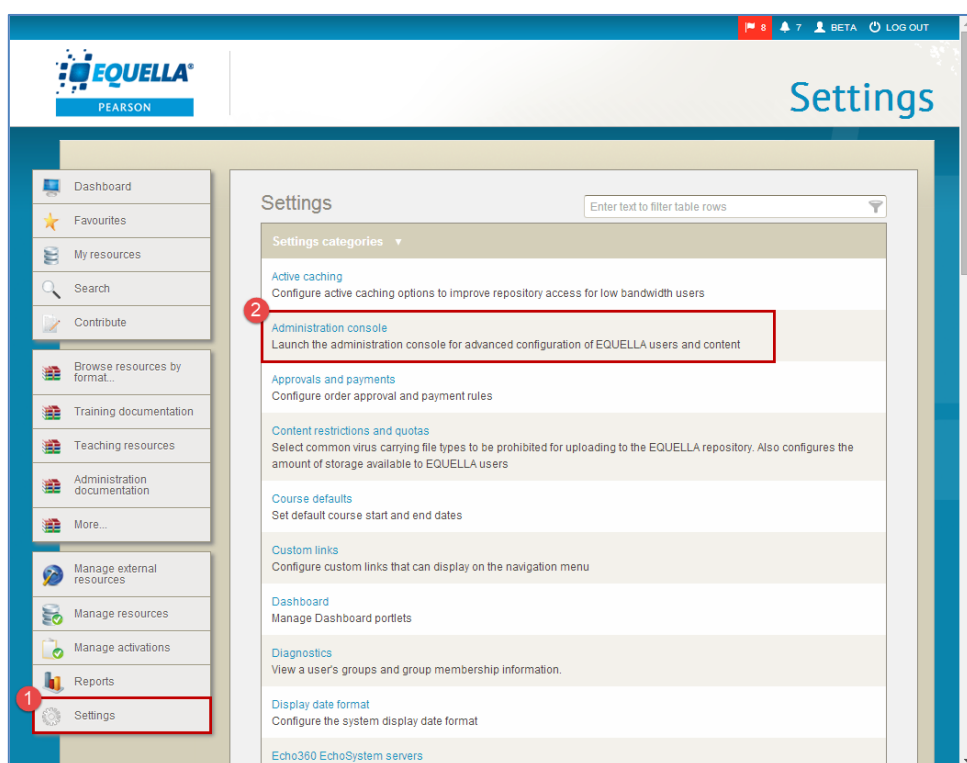 8 7 BETA LOG OUT
EQUELLA®
PEARSON
Settings
Dashboard
Favourites
My resources
Search
Contribute
Browse resources by
format...
Training documentation
Teaching resources
Administration
documentation
More...
Manage external
resources
Manage resources
Manage activations
Reports
1
Settings
Settings
Enter text to filter table rows
Settings categories
Active caching
Configure active caching options to improve repository access for low bandwidth users
2
Administration console
Launch the administration console for advanced configuration of EQUELLA users and content
Approvals and payments
Configure order approval and payment rules
Content restrictions and quotas
Select common virus carrying file types to be prohibited for uploading to the EQUELLA repository. Also configures the
amount of storage available to EQUELLA users
Course defaults
Set default course start and end dates
Custom links
Configure custom links that can display on the navigation menu
Dashboard
Manage Dashboard portlets
Diagnostics
View a user's groups and group membership information.
Display date format
Configure the system display date format
Echo360 EchoSystem servers